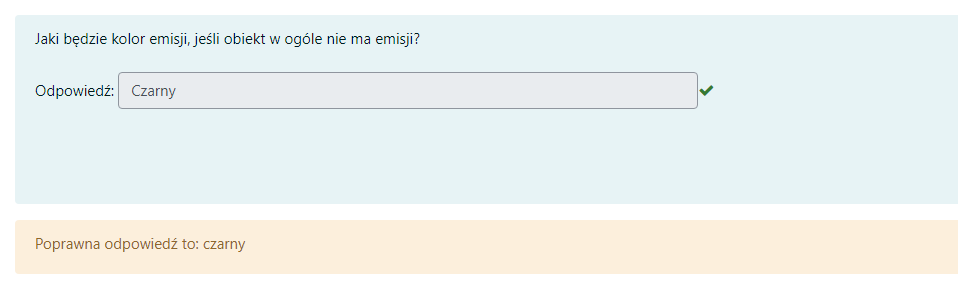 Jaki będzie kolor emisji, jeśli obiekt w ogóle nie ma emisji?
Odpowiedź: Czarny
Poprawna odpowiedź to: czarny